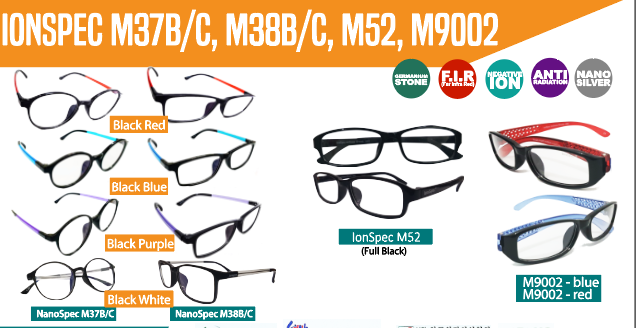 IONSPEC M37B/C, M38B/C, M52, M9002
GERMANIUM
STONE
F.I.R
(Far Infra Red)
NEGATIVE
ION
ANTI
RADIATION
NANO
SILVER
Black Red
Black Blue
Black Purple
Black White
NanoSpec M37B/C
NanoSpec M38B/C
IonSpec M52
(Full Black)
M9002 - blue
M9002 - red